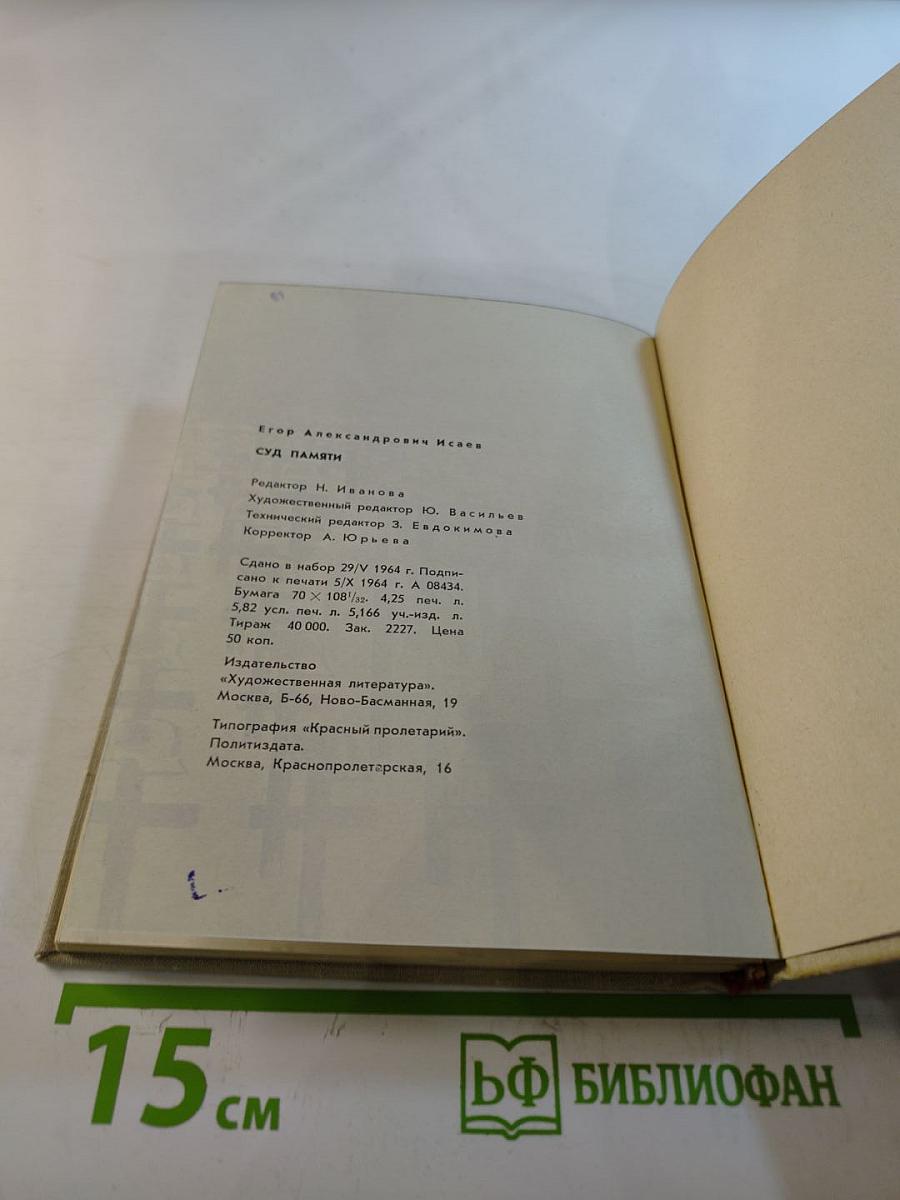 Егор Александрович Исаев
СУД ПАМЯТИ
Редактор Н. Иванова
Художественный редактор Ю. Васильев
Технический редактор З. Евдокимова
Корректор А. Юрьева
Сдано в набор 29/V 1964 г. Подпи-
сано к печати 5/X 1964 г. А 08434.
Бумага 70 × 108¹/₃₂. 4,25 печ. л.
5,82 усл. печ. л. 5,166 уч.-изд. л.
Тираж 40 000. Зак. 2227. Цена
50 коп.
Издательство
«Художественная литература».
Москва, Б-66, Ново-Басманная, 19
Типография «Красный пролетарий».
Политиздата.
Москва, Краснопролетарская, 16
15 см
ЬФ БИБЛИОФАН